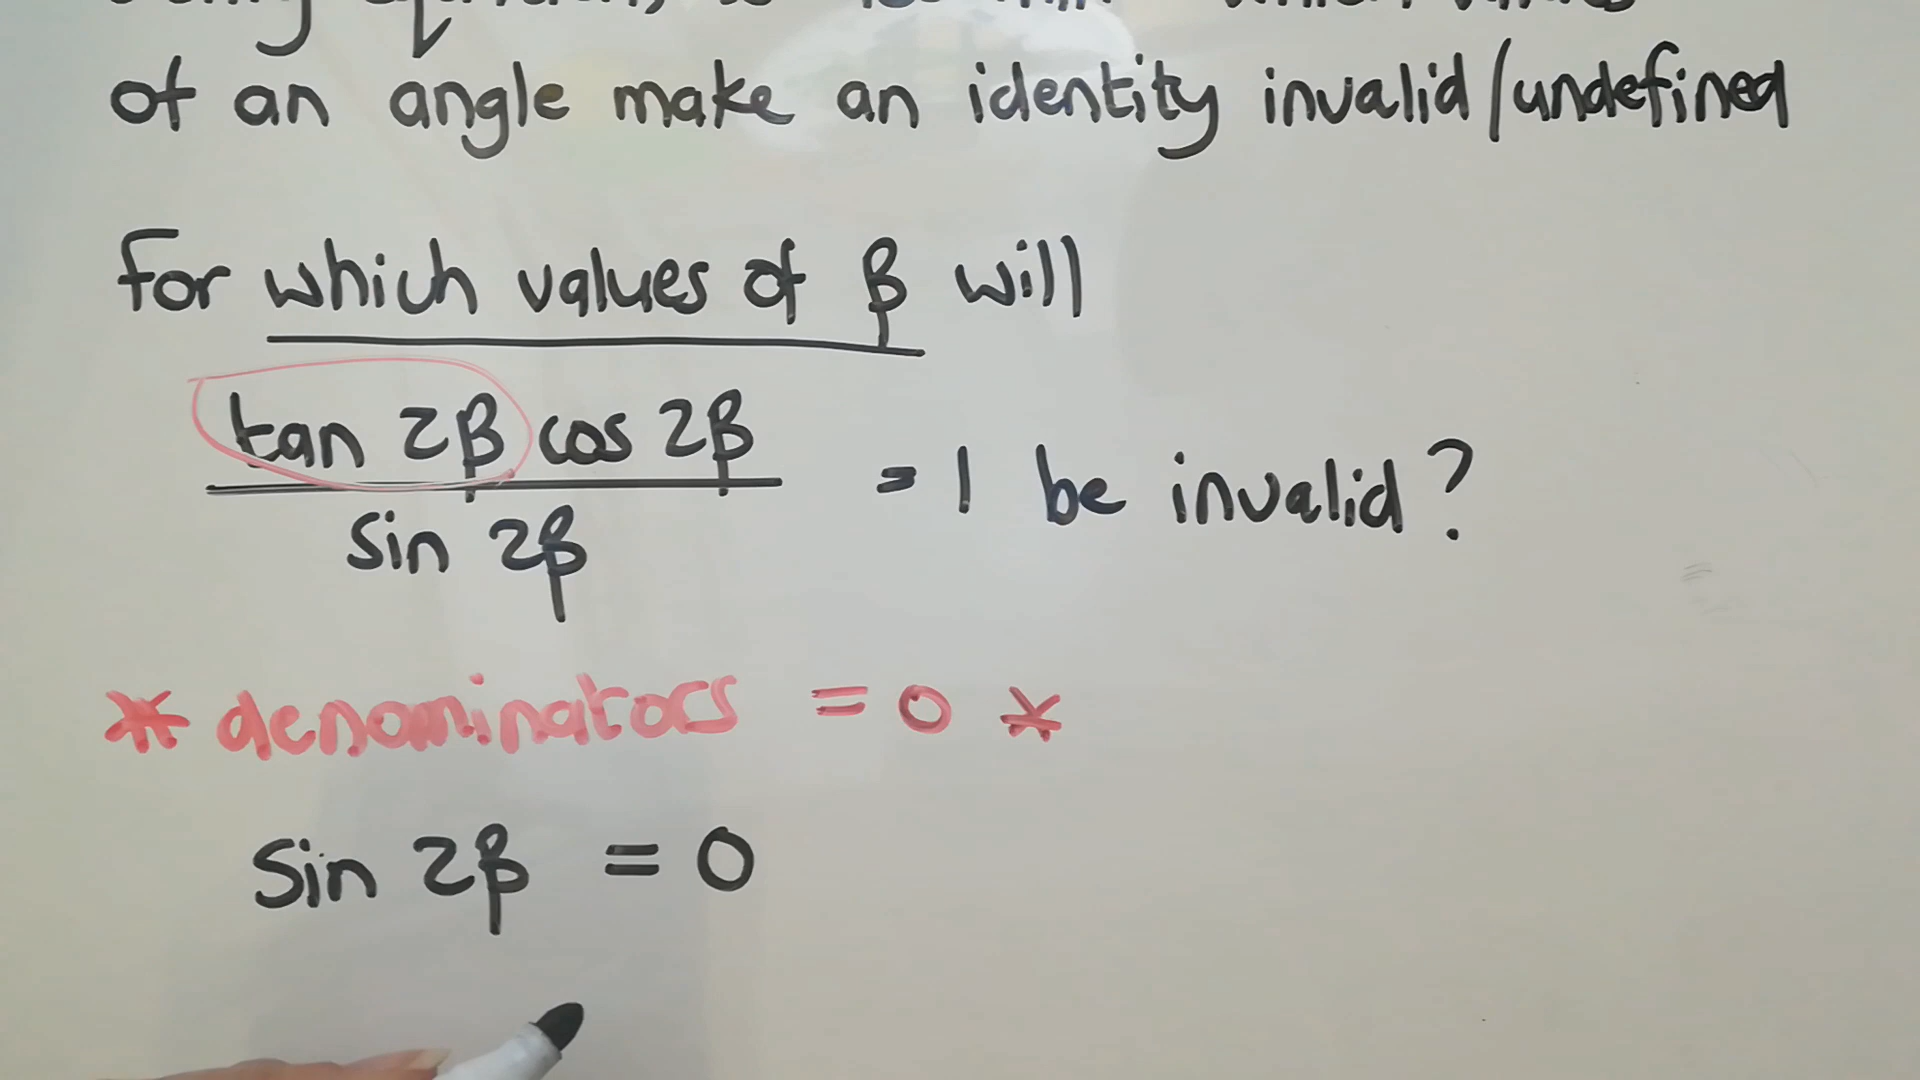 of an angle make an identity invalid/undefined
For which values of β will
tan 2β cos 2β
sin 2β
= 1 be invalid?
* denominators = 0 *
sin 2β = 0